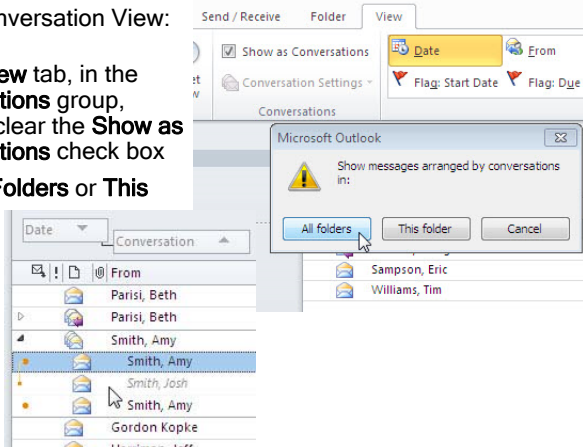 nversation View:
ew tab, in the
tions group,
clear the Show as
tions check box
Folders or This
Send / Receive Folder View
Show as Conversations
Conversation Settings
Conversations
Date From
Flag: Start Date Flag: Due
Microsoft Outlook
Show messages arranged by conversations
in:
All folders This folder Cancel
Sampson, Eric
Williams, Tim
Date Conversation
From
Parisi, Beth
Parisi, Beth
Smith, Amy
Smith, Amy
Smith, Josh
Smith, Amy
Gordon Kopke